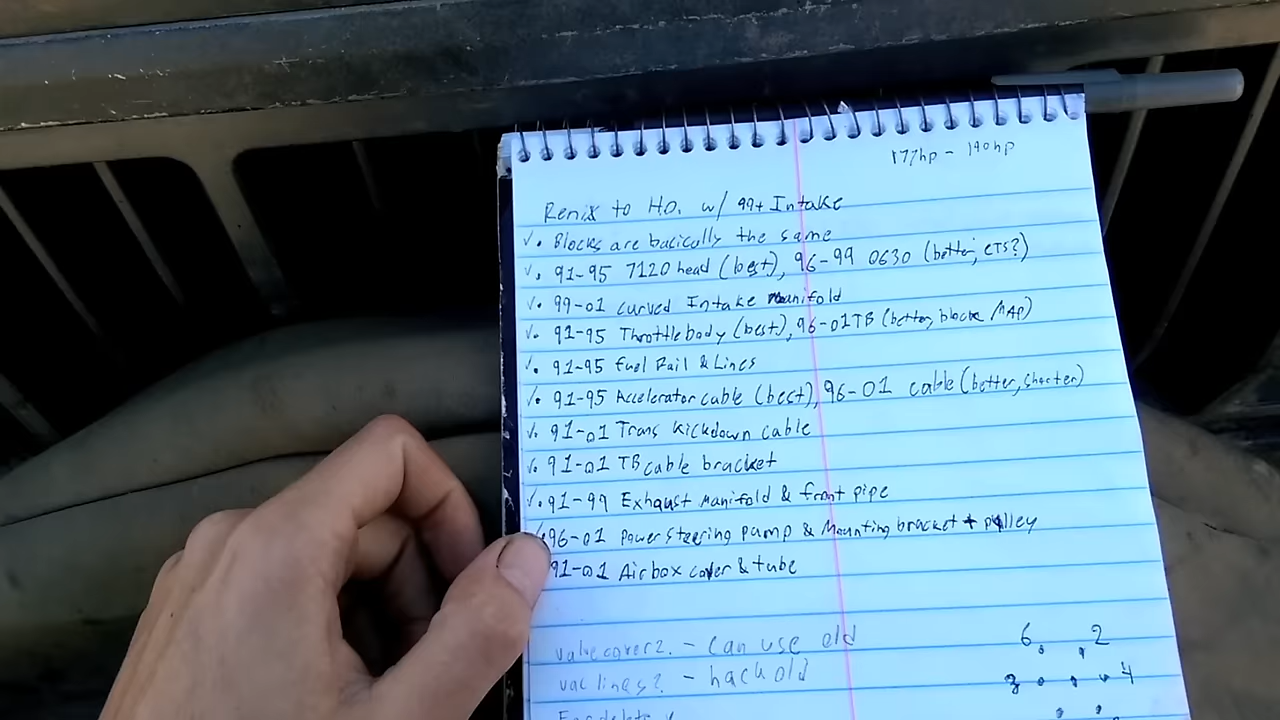 177hp - 190hp
Renix to H.O. w/ 99+ Intake
✓. Blocks are basically the same
✓. 91-95 7120 head (best), 96-99 0630 (better, CTS?)
✓. 99-01 curved Intake Manifold
✓. 91-95 Throttlebody (best), 96-01 TB (better, block MAP)
✓. 91-95 Fuel Rail & Lines
✓. 91-95 Accelerator cable (best), 96-01 cable (better, shorter)
✓. 91-01 Trans Kickdown cable
✓. 91-01 TB cable bracket
✓. 91-99 Exhaust Manifold & front pipe
96-01 Power Steering pump & Mounting bracket + pulley
91-01 Airbox cover & tube
valve cover? - can use old
6 2
vac lines? - hack old
3 4